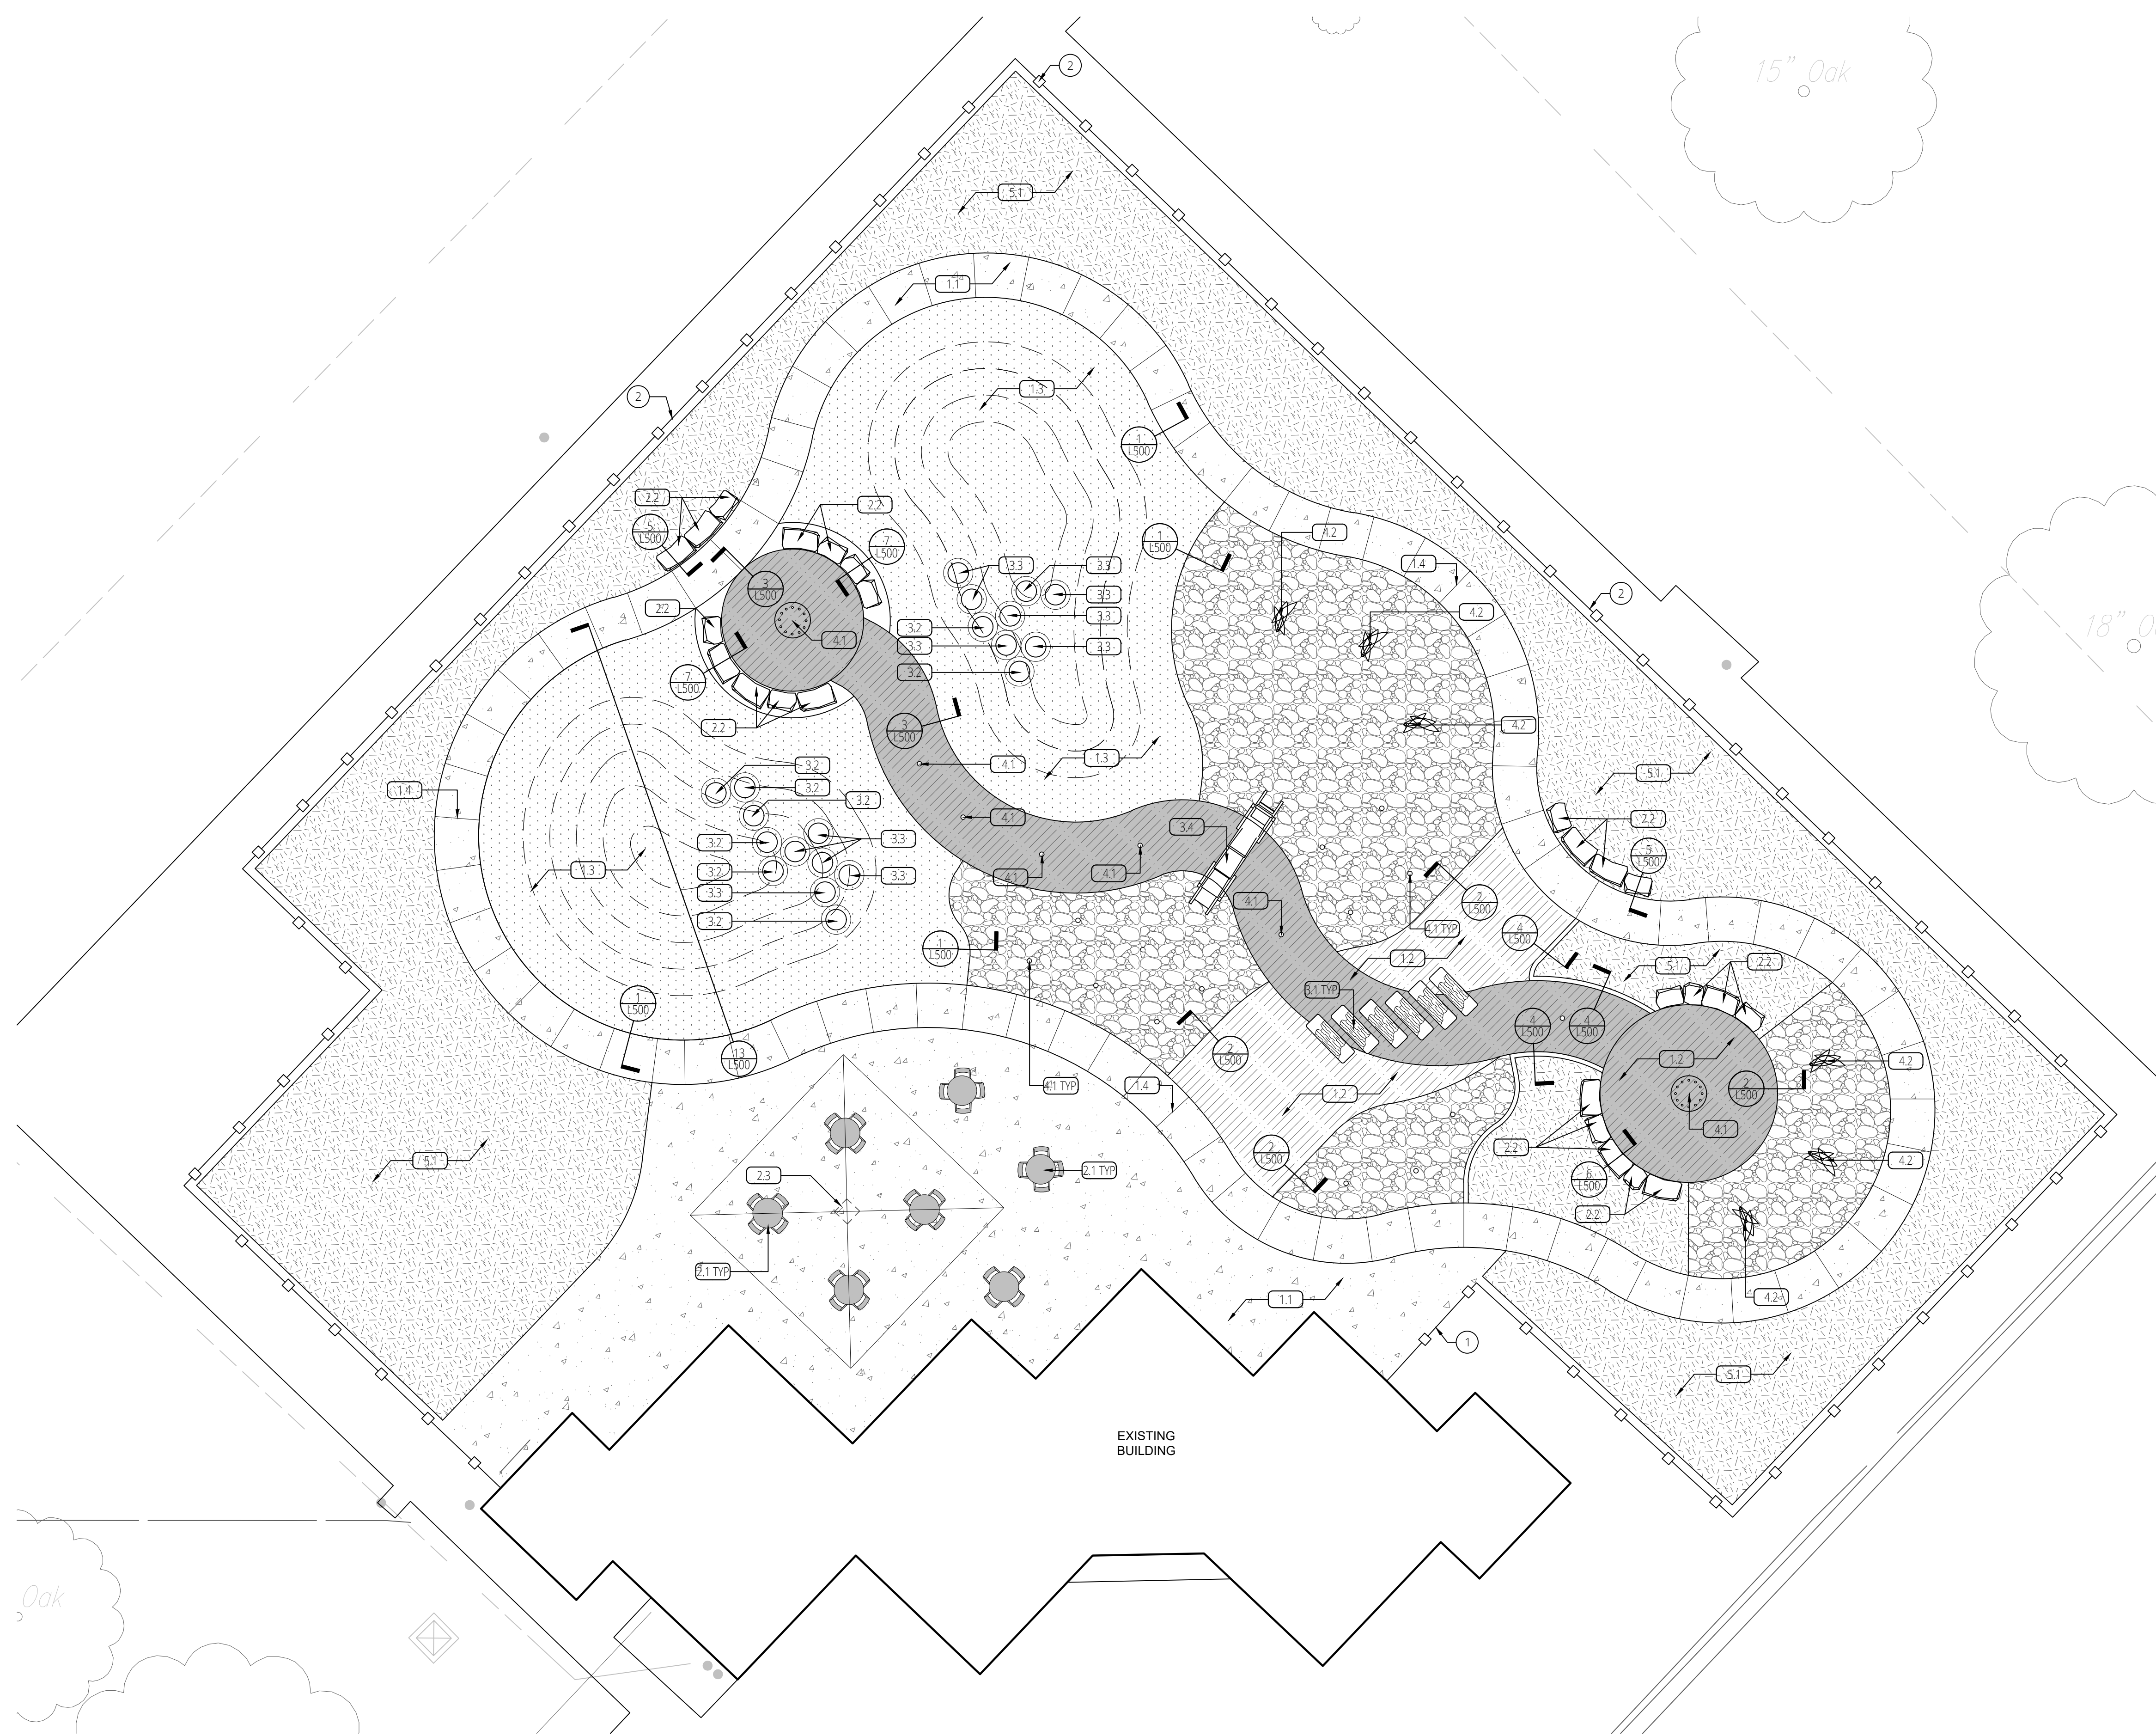 2
15" Oak
5.1
1.1
1.3
2
1
L500
2.2
2.2
5
L500
7
L500
1
L500
4.2
1.4
3.3
3.3
3
L500
3.3
2
2.2
4.2
3.3
18" O
3.2
4.1
3.3
3.3
3.2
7
L500
2.2
3
L500
4.2
1.3
4.1
3.2
5.1
3.2
1.4
3.2
4.1
2.2
3.4
3.2
3.3
5
L500
1.3
3.2
4.1
4.1
3.3
3.3
4.1
2
L500
3.2
4.1 TYP
4
L500
1
L500
1.2
5.1
2.2
3.1 TYP
1
L500
4
L500
4
L500
13
L500
2
L500
1.2
4.2
4.1 TYP
1.4
1.2
2
L500
4.1
2.2
2
L500
5.1
4.2
2.3
2.1 TYP
6
L500
2.2
2.1 TYP
1.1
4.2
1
5.1
EXISTING
BUILDING
Oak